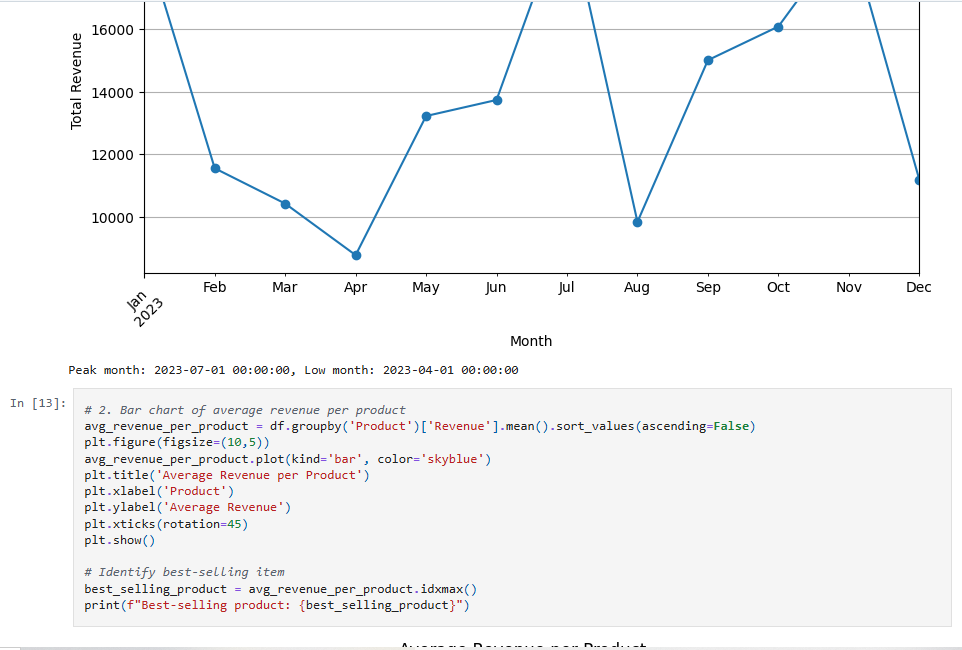 16000
14000
12000
10000
Total Revenue
Jan
2023
Feb
Mar
Apr
May
Jun
Jul
Aug
Sep
Oct
Nov
Dec
Month
Peak month: 2023-07-01 00:00:00, Low month: 2023-04-01 00:00:00
In [13]:
# 2. Bar chart of average revenue per product
avg_revenue_per_product = df.groupby('Product')['Revenue'].mean().sort_values(ascending=False)
plt.figure(figsize=(10,5))
avg_revenue_per_product.plot(kind='bar', color='skyblue')
plt.title('Average Revenue per Product')
plt.xlabel('Product')
plt.ylabel('Average Revenue')
plt.xticks(rotation=45)
plt.show()
# Identify best-selling item
best_selling_product = avg_revenue_per_product.idxmax()
print(f"Best-selling product: {best_selling_product}")
Average Revenue per Product